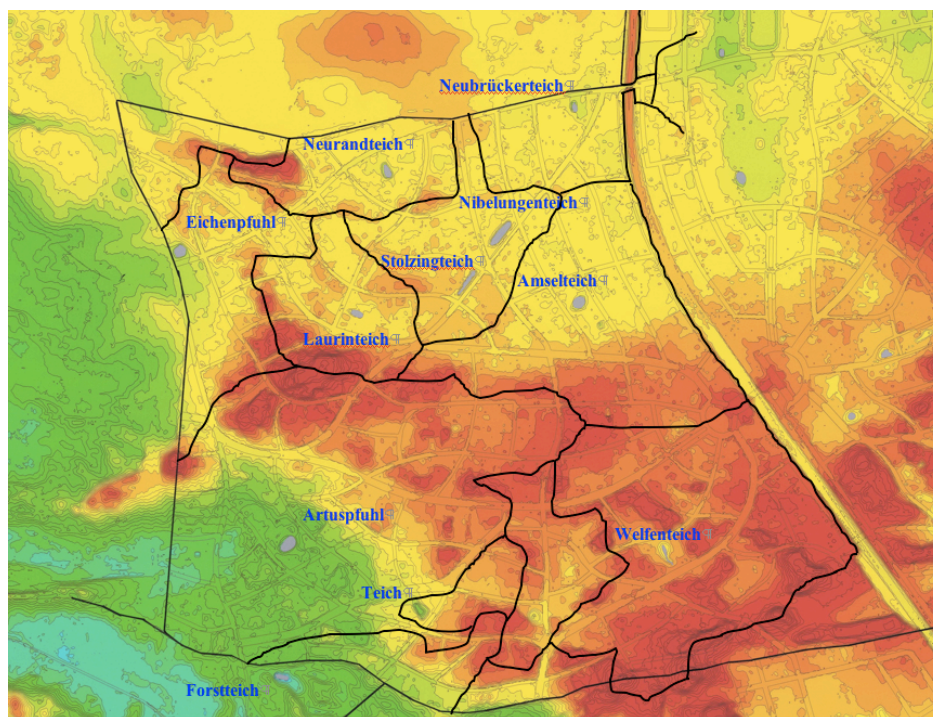 Neubrückerteich ¶
Neurandteich ¶
Nibelungenteich ¶
Eichenpfuhl ¶
Stolzingteich ¶
Amselteich ¶
Laurinteich ¶
Artuspfuhl ¶
Welfenteich ¶
Teich ¶
Forstteich ¶